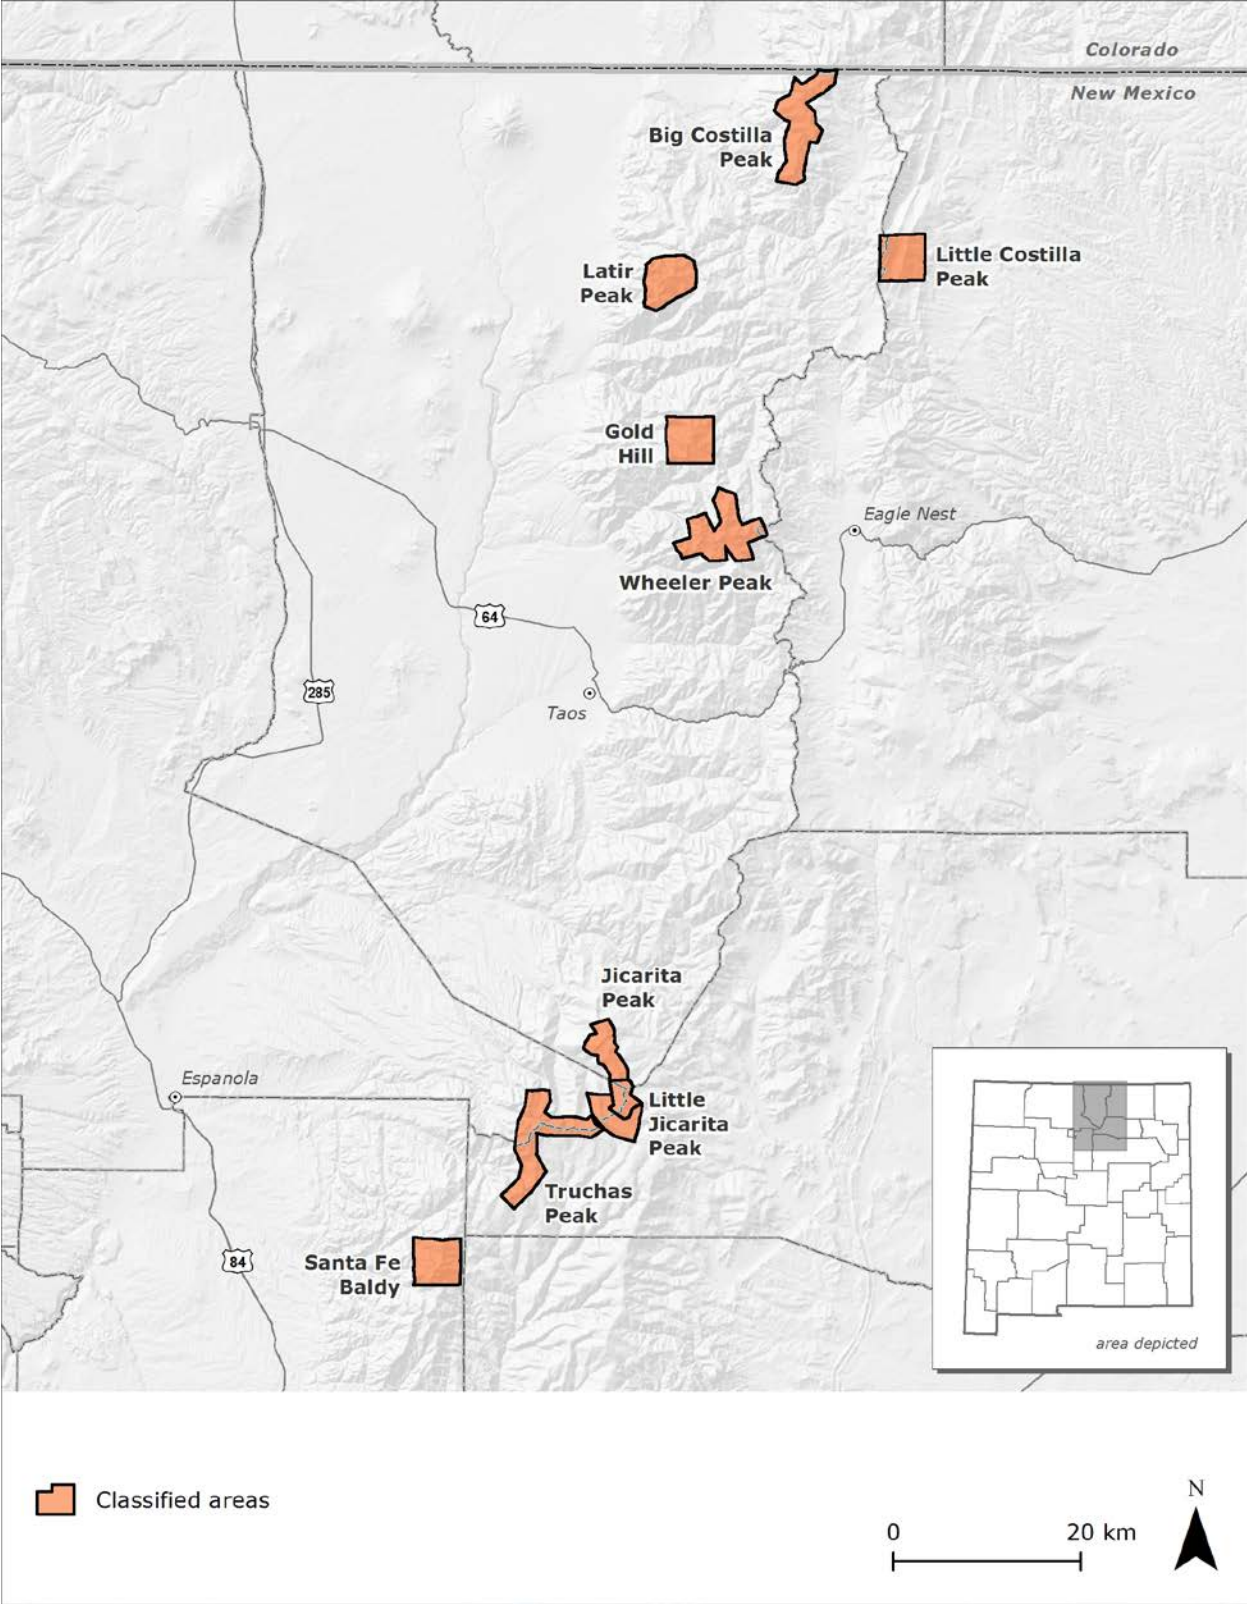 Colorado
New Mexico
Big Costilla
Peak
Little Costilla
Peak
Latir
Peak
Gold
Hill
Eagle Nest
Wheeler Peak
64
285
Taos
Jicarita
Peak
Espanola
Little
Jicarita
Peak
Truchas
Peak
84
Santa Fe
Baldy
area depicted
Classified areas
N
0 20 km